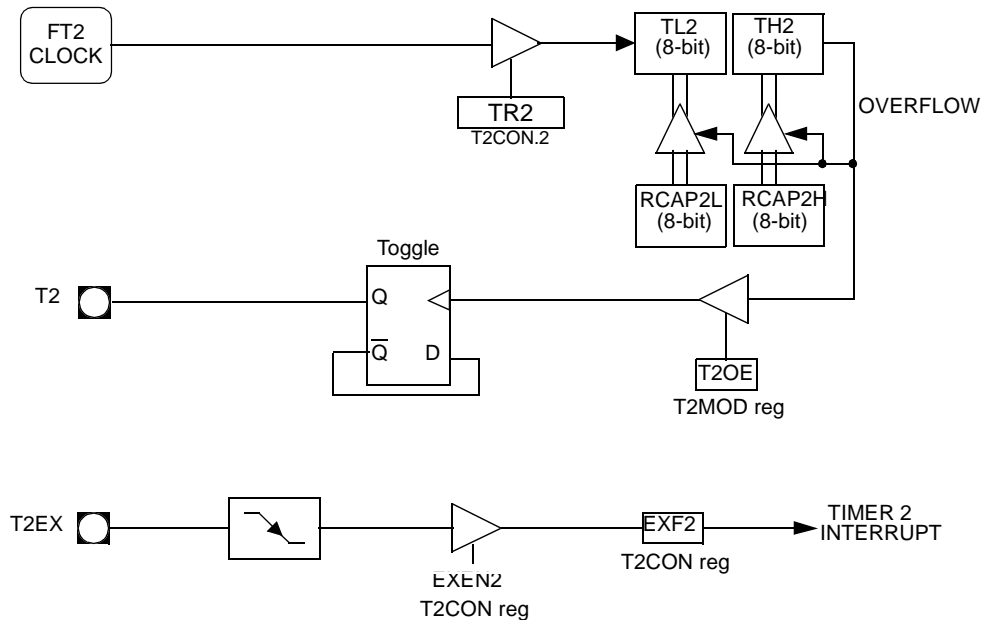 FT2
CLOCK
TL2
(8-bit)
TH2
(8-bit)
TR2
T2CON.2
OVERFLOW
RCAP2L
(8-bit)
RCAP2H
(8-bit)
Toggle
T2
Q
Q
D
T2OE
T2MOD reg
T2EX
EXEN2
T2CON reg
EXF2
T2CON reg
TIMER 2
INTERRUPT